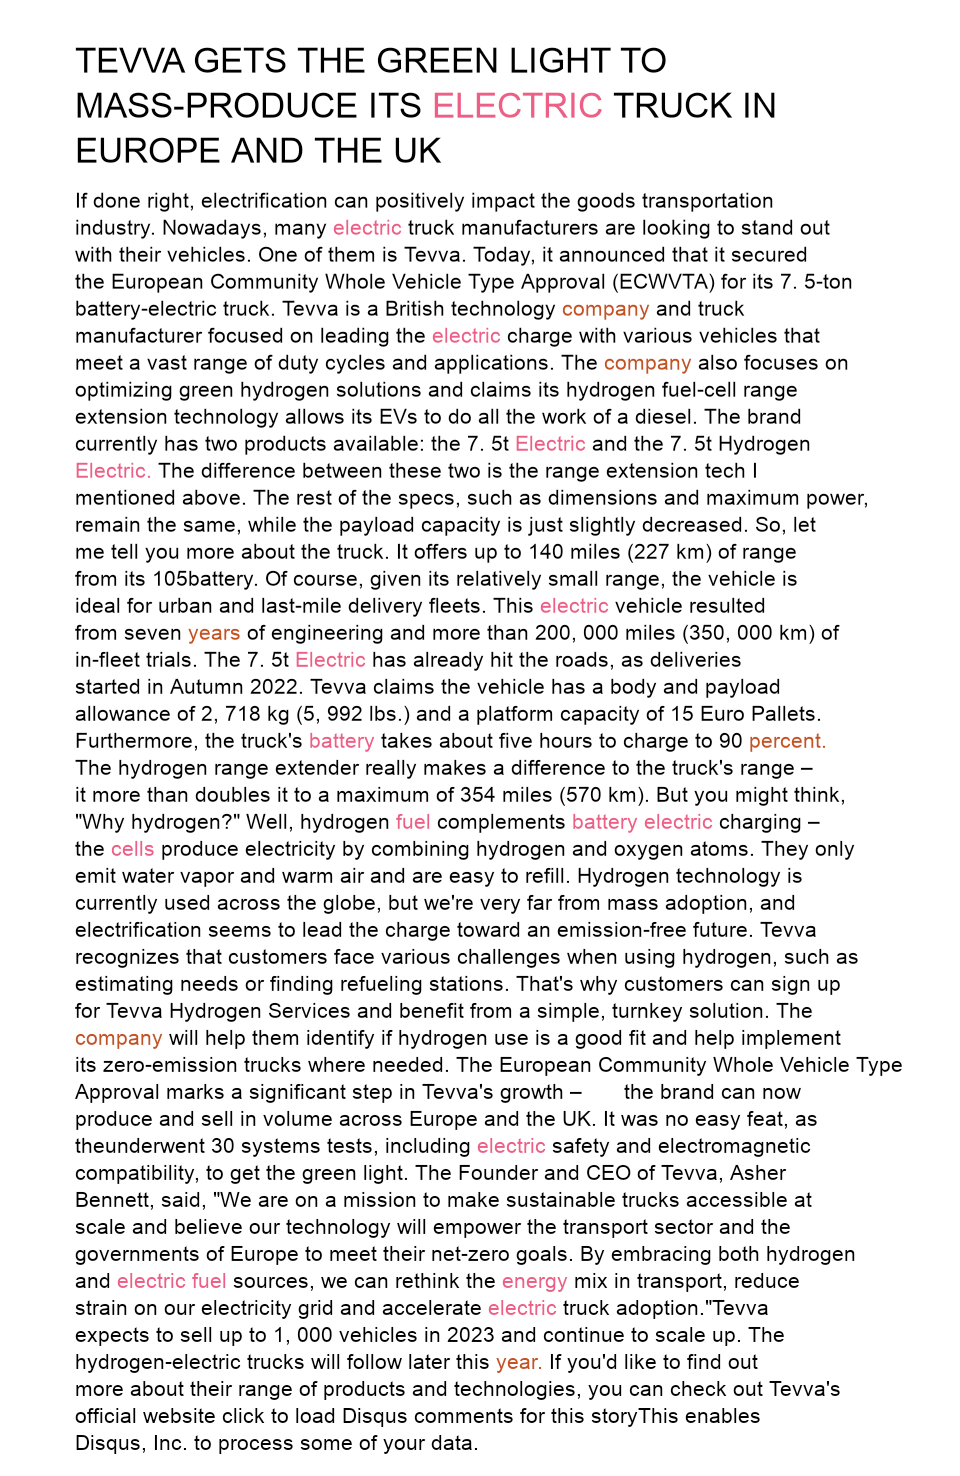 TEVVA GETS THE GREEN LIGHT TO
MASS-PRODUCE ITS ELECTRIC TRUCK IN
EUROPE AND THE UK
If done right, electrification can positively impact the goods transportation
industry. Nowadays, many electric truck manufacturers are looking to stand out
with their vehicles. One of them is Tevva. Today, it announced that it secured
the European Community Whole Vehicle Type Approval (ECWVTA) for its 7. 5-ton
battery-electric truck. Tevva is a British technology company and truck
manufacturer focused on leading the electric charge with various vehicles that
meet a vast range of duty cycles and applications. The company also focuses on
optimizing green hydrogen solutions and claims its hydrogen fuel-cell range
extension technology allows its EVs to do all the work of a diesel. The brand
currently has two products available: the 7. 5t Electric and the 7. 5t Hydrogen
Electric. The difference between these two is the range extension tech I
mentioned above. The rest of the specs, such as dimensions and maximum power,
remain the same, while the payload capacity is just slightly decreased. So, let
me tell you more about the truck. It offers up to 140 miles (227 km) of range
from its 105battery. Of course, given its relatively small range, the vehicle is
ideal for urban and last-mile delivery fleets. This electric vehicle resulted
from seven years of engineering and more than 200, 000 miles (350, 000 km) of
in-fleet trials. The 7. 5t Electric has already hit the roads, as deliveries
started in Autumn 2022. Tevva claims the vehicle has a body and payload
allowance of 2, 718 kg (5, 992 lbs.) and a platform capacity of 15 Euro Pallets.
Furthermore, the truck's battery takes about five hours to charge to 90 percent.
The hydrogen range extender really makes a difference to the truck's range –
it more than doubles it to a maximum of 354 miles (570 km). But you might think,
"Why hydrogen?" Well, hydrogen fuel complements battery electric charging –
the cells produce electricity by combining hydrogen and oxygen atoms. They only
emit water vapor and warm air and are easy to refill. Hydrogen technology is
currently used across the globe, but we're very far from mass adoption, and
electrification seems to lead the charge toward an emission-free future. Tevva
recognizes that customers face various challenges when using hydrogen, such as
estimating needs or finding refueling stations. That's why customers can sign up
for Tevva Hydrogen Services and benefit from a simple, turnkey solution. The
company will help them identify if hydrogen use is a good fit and help implement
its zero-emission trucks where needed. The European Community Whole Vehicle Type
Approval marks a significant step in Tevva's growth – the brand can now
produce and sell in volume across Europe and the UK. It was no easy feat, as
theunderwent 30 systems tests, including electric safety and electromagnetic
compatibility, to get the green light. The Founder and CEO of Tevva, Asher
Bennett, said, "We are on a mission to make sustainable trucks accessible at
scale and believe our technology will empower the transport sector and the
governments of Europe to meet their net-zero goals. By embracing both hydrogen
and electric fuel sources, we can rethink the energy mix in transport, reduce
strain on our electricity grid and accelerate electric truck adoption."Tevva
expects to sell up to 1, 000 vehicles in 2023 and continue to scale up. The
hydrogen-electric trucks will follow later this year. If you'd like to find out
more about their range of products and technologies, you can check out Tevva's
official website click to load Disqus comments for this storyThis enables
Disqus, Inc. to process some of your data.